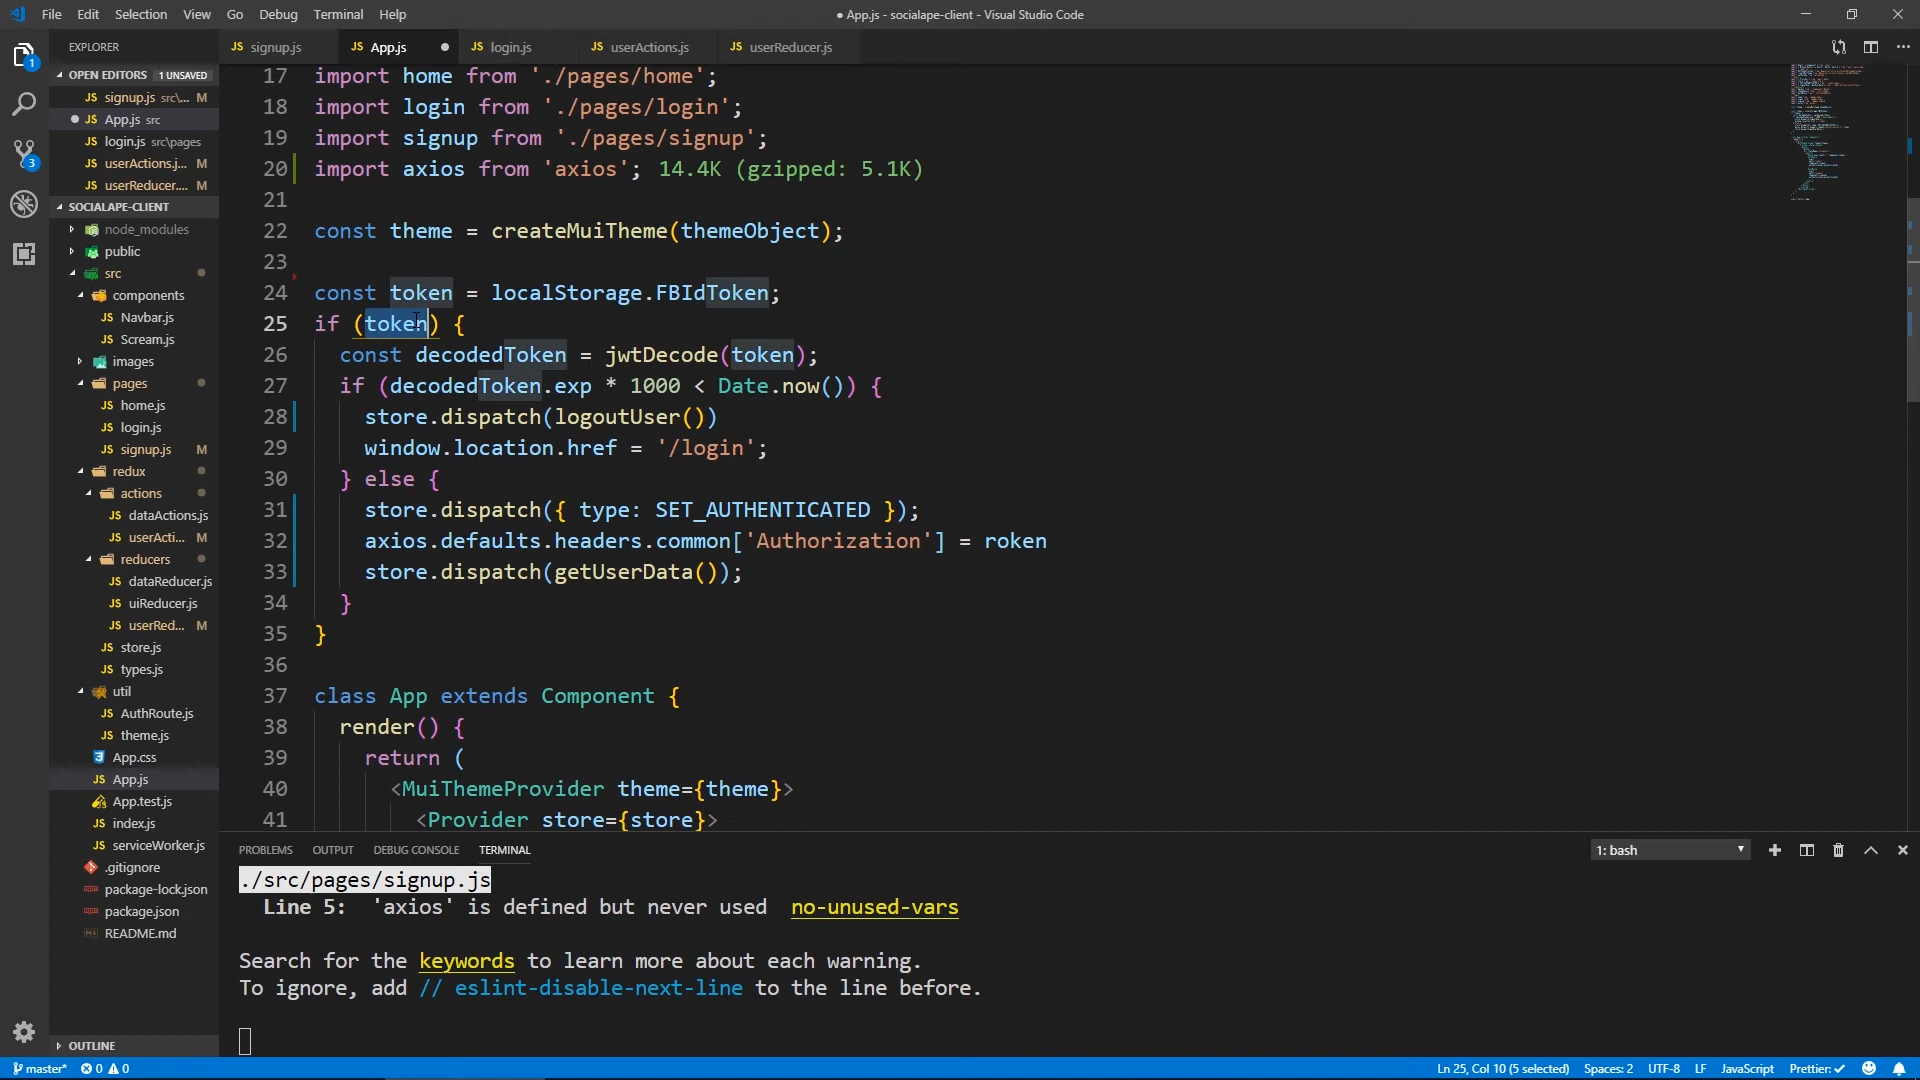 File Edit Selection View Go Debug Terminal Help
● App.js - socialape-client - Visual Studio Code
EXPLORER
OPEN EDITORS 1 UNSAVED
JS signup.js src\... M
JS App.js src
JS login.js src\pages
JS userActions.j... M
JS userReducer.... M
SOCIALAPE-CLIENT
node_modules
public
src
components
JS Navbar.js
JS Scream.js
images
pages
JS home.js
JS login.js
JS signup.js M
redux
actions
JS dataActions.js
JS userActi... M
reducers
JS dataReducer.js
JS uiReducer.js
JS userRed... M
JS store.js
JS types.js
util
JS AuthRoute.js
JS theme.js
App.css
JS App.js
App.test.js
JS index.js
JS serviceWorker.js
.gitignore
package-lock.json
package.json
README.md
OUTLINE
1
3
JS signup.js
JS App.js ●
JS login.js
JS userActions.js
JS userReducer.js
17 import home from './pages/home';
18 import login from './pages/login';
19 import signup from './pages/signup';
20 import axios from 'axios'; 14.4K (gzipped: 5.1K)
21
22 const theme = createMuiTheme(themeObject);
23
24 const token = localStorage.FBIdToken;
25 if (token) {
26 const decodedToken = jwtDecode(token);
27 if (decodedToken.exp * 1000 < Date.now()) {
28 store.dispatch(logoutUser())
29 window.location.href = '/login';
30 } else {
31 store.dispatch({ type: SET_AUTHENTICATED });
32 axios.defaults.headers.common['Authorization'] = roken
33 store.dispatch(getUserData());
34 }
35 }
36
37 class App extends Component {
38 render() {
39 return (
40 <MuiThemeProvider theme={theme}>
41 <Provider store={store}>
PROBLEMS OUTPUT DEBUG CONSOLE TERMINAL
1: bash
./src/pages/signup.js
Line 5: 'axios' is defined but never used no-unused-vars
Search for the keywords to learn more about each warning.
To ignore, add // eslint-disable-next-line to the line before.
master* 0 0
Ln 25, Col 10 (5 selected) Spaces: 2 UTF-8 LF JavaScript Prettier: ✓